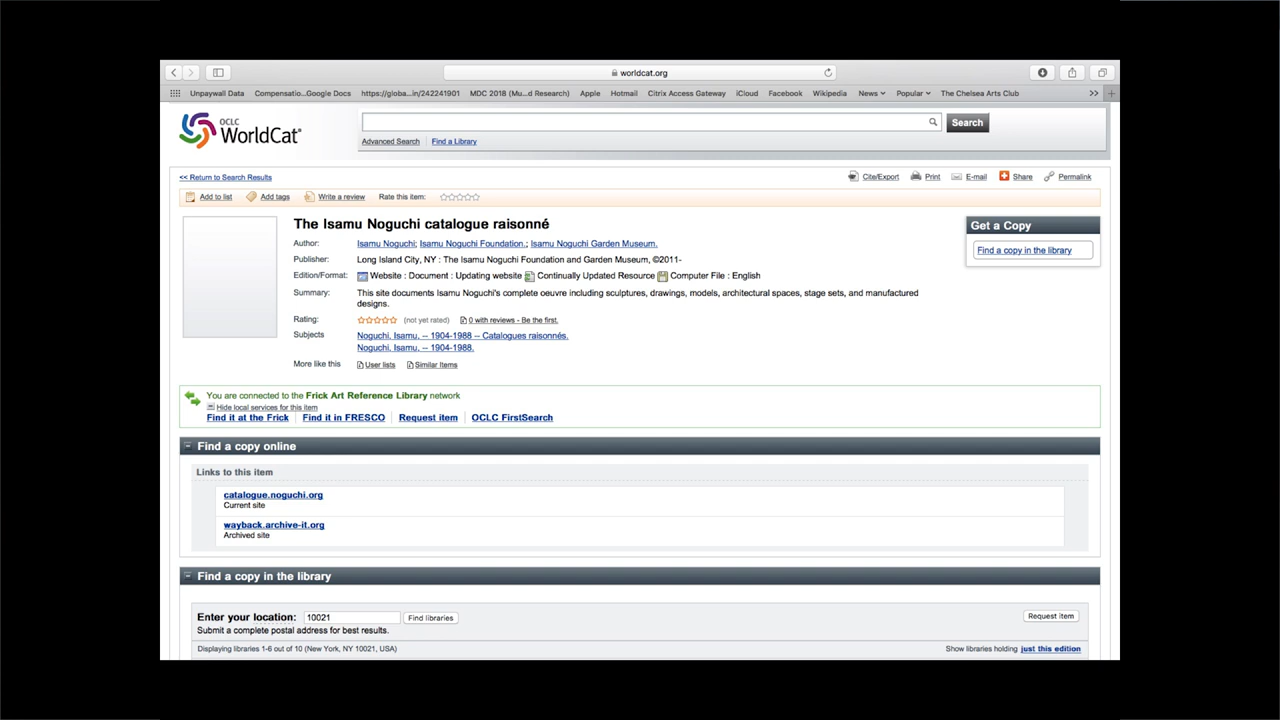 worldcat.org
Unpaywall Data Compensatio...Google Docs https://globa...in/242241901 MDC 2018 (Mu...d Research) Apple Hotmail Citrix Access Gateway iCloud Facebook Wikipedia News Popular The Chelsea Arts Club >> +
OCLC
WorldCat®
Search
Advanced Search Find a Library
<< Return to Search Results Cite/Export Print E-mail Share Permalink
Add to list Add tags Write a review Rate this item:
The Isamu Noguchi catalogue raisonné
Get a Copy
Author: Isamu Noguchi; Isamu Noguchi Foundation.; Isamu Noguchi Garden Museum.
Find a copy in the library
Publisher: Long Island City, NY : The Isamu Noguchi Foundation and Garden Museum, ©2011-
Edition/Format: Website : Document : Updating website Continually Updated Resource Computer File : English
Summary: This site documents Isamu Noguchi's complete oeuvre including sculptures, drawings, models, architectural spaces, stage sets, and manufactured
designs.
Rating: (not yet rated) 0 with reviews - Be the first.
Subjects Noguchi, Isamu, -- 1904-1988 -- Catalogues raisonnés.
Noguchi, Isamu, -- 1904-1988.
More like this User lists Similar Items
You are connected to the Frick Art Reference Library network
Hide local services for this item
Find it at the Frick Find it in FRESCO Request item OCLC FirstSearch
Find a copy online
Links to this item
catalogue.noguchi.org
Current site
wayback.archive-it.org
Archived site
Find a copy in the library
Enter your location: 10021 Find libraries Request item
Submit a complete postal address for best results.
Displaying libraries 1-6 out of 10 (New York, NY 10021, USA) Show libraries holding just this edition